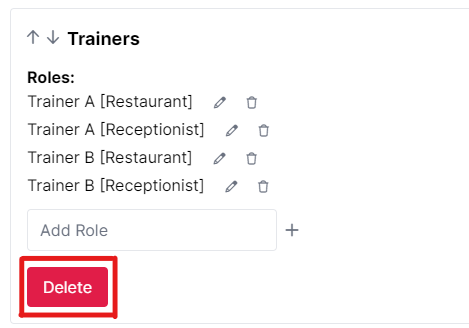 Trainers
Roles:
Trainer A [Restaurant]
Trainer A [Receptionist]
Trainer B [Restaurant]
Trainer B [Receptionist]
Add Role
Delete